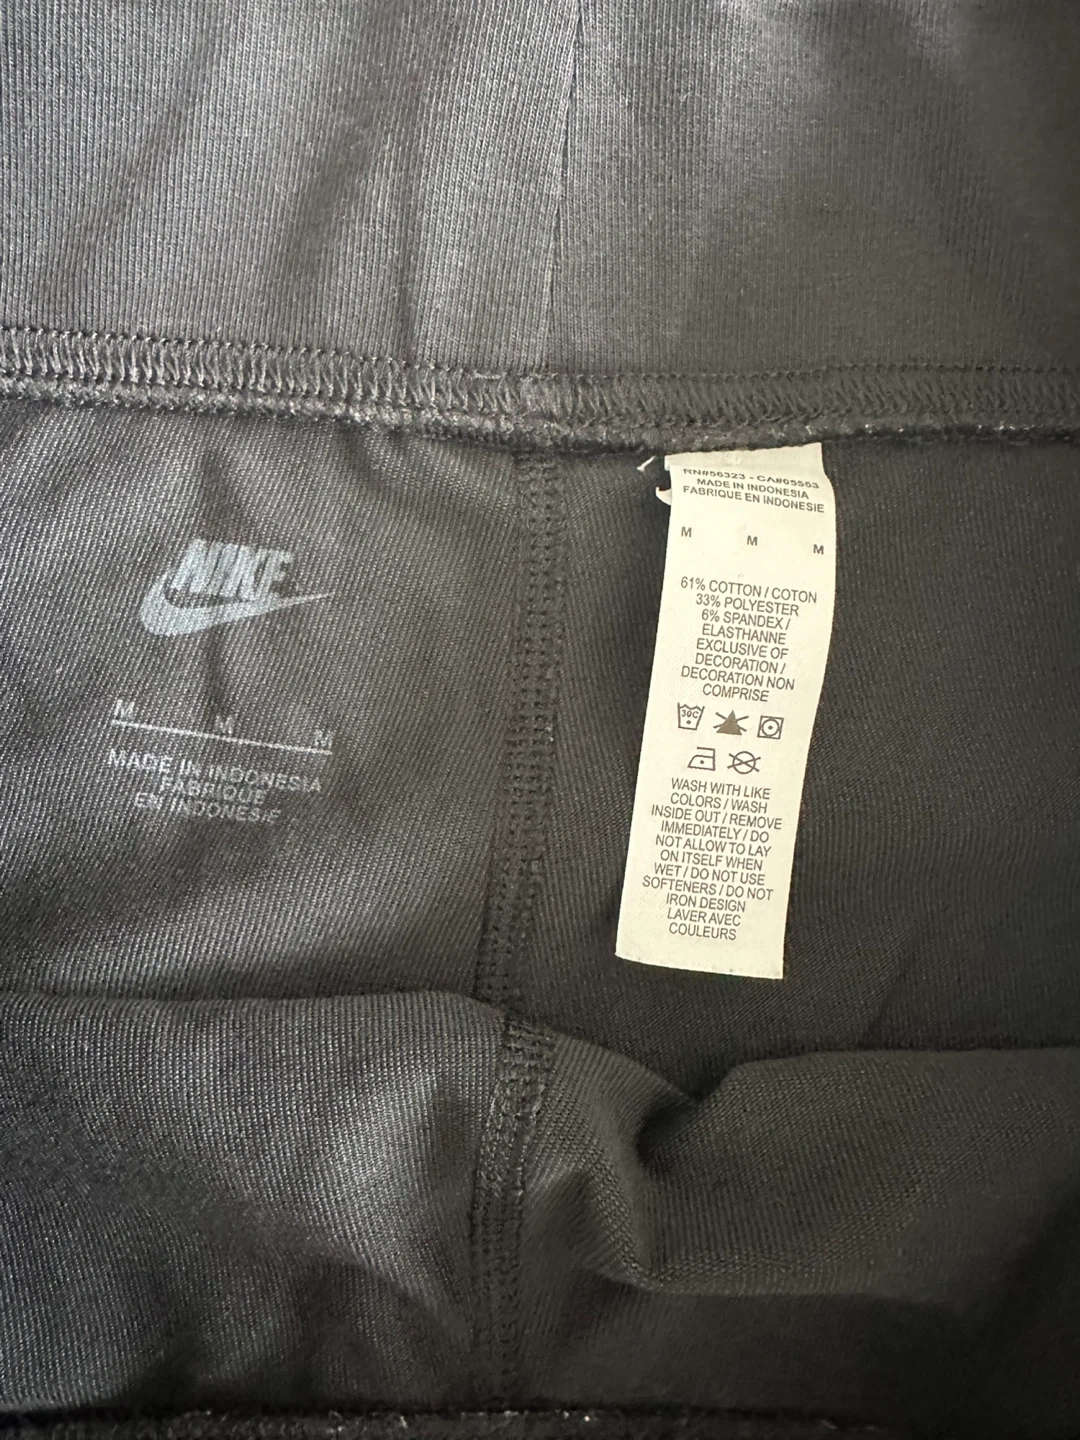 NIKE
M M M
MADE IN INDONESIA
FABRIQUE
EN INDONESIE
RN#56323 - CA#05553
MADE IN INDONESIA
FABRIQUE EN INDONESIE
M M M
61% COTTON / COTON
33% POLYESTER
6% SPANDEX /
ELASTHANNE
EXCLUSIVE OF
DECORATION /
DECORATION NON
COMPRISE
30C
WASH WITH LIKE
COLORS / WASH
INSIDE OUT / REMOVE
IMMEDIATELY / DO
NOT ALLOW TO LAY
ON ITSELF WHEN
WET / DO NOT USE
SOFTENERS / DO NOT
IRON DESIGN
LAVER AVEC
COULEURS